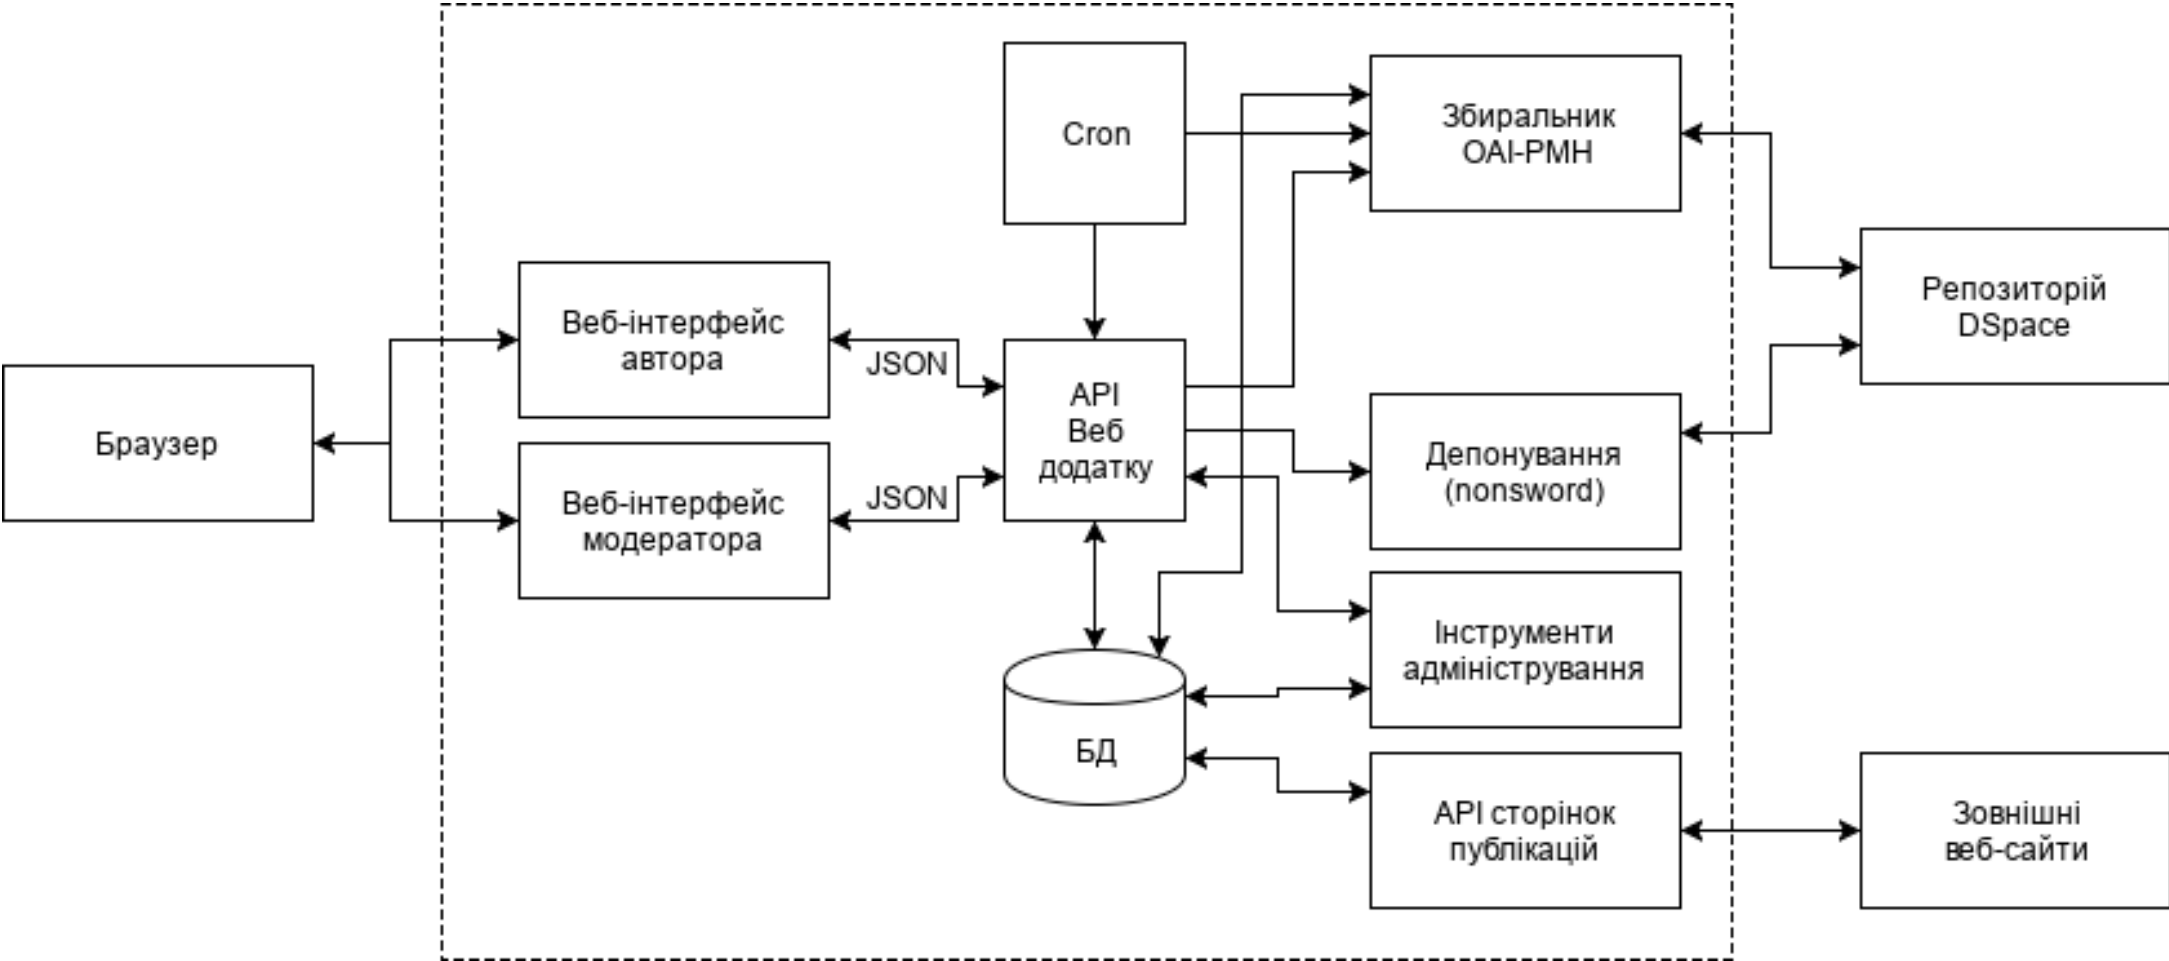 Cron
Збиральник
OAI-PMH
Репозиторій
DSpace
Веб-інтерфейс
автора
JSON
Браузер
API
Веб
додатку
Веб-інтерфейс
модератора
JSON
Депонування
(nonsword)
Інструменти
адміністрування
БД
API сторінок
публікацій
Зовнішні
веб-сайти